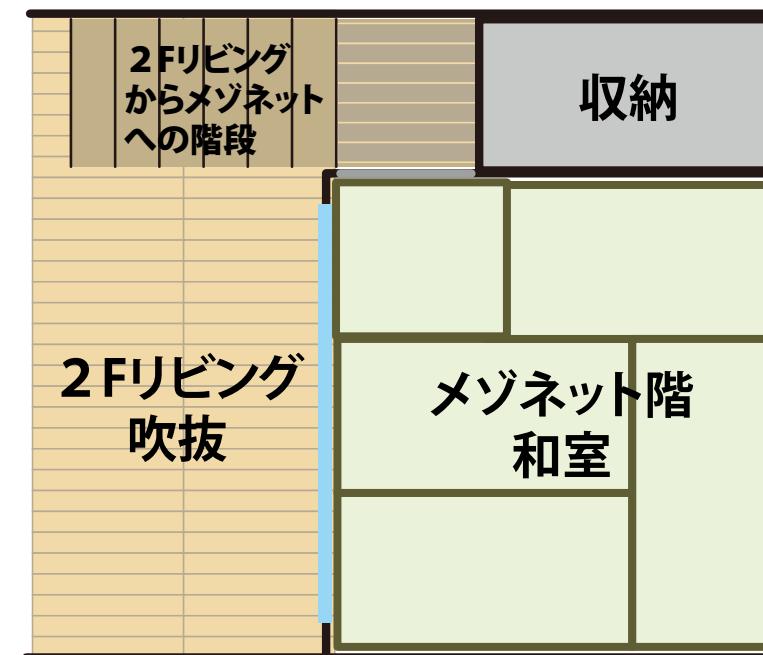 ２Fリビング
からメゾネット
への階段
収納
２Fリビング
吹抜
メゾネット階
和室